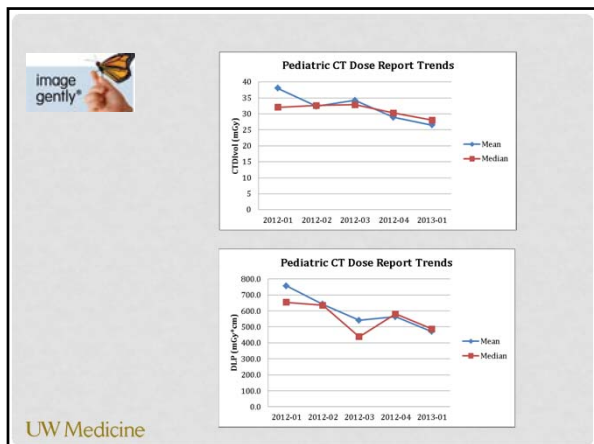 image
gently®
Pediatric CT Dose Report Trends
40
35
30
25
20
15
10
5
0
CTDIvol (mGy)
2012-01 2012-02 2012-03 2012-04 2013-01
Mean
Median
Pediatric CT Dose Report Trends
800.0
700.0
600.0
500.0
400.0
300.0
200.0
100.0
0.0
DLP (mGy*cm)
2012-01 2012-02 2012-03 2012-04 2013-01
Mean
Median
UW Medicine